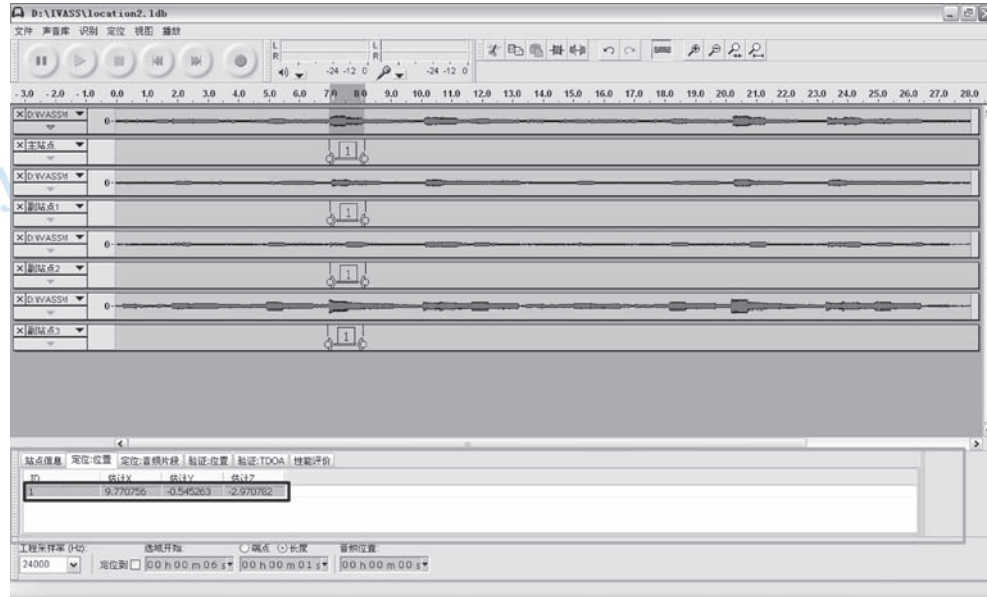 D:\IVASS\location2.ldb
文件 声音库 识别 定位 视图 播放
L
R
-24 -12 0
L
R
-24 -12 0
-3.0 -2.0 -1.0 0.0 1.0 2.0 3.0 4.0 5.0 6.0 7.0 8.0 9.0 10.0 11.0 12.0 13.0 14.0 15.0 16.0 17.0 18.0 19.0 20.0 21.0 22.0 23.0 24.0 25.0 26.0 27.0 28.0
0
主站点
1
0
副站点1
1
0
副站点2
1
0
副站点3
1
站点信息 定位:位置 定位:音频片段 验证:位置 验证:TDOA 性能评价
ID 估计X 估计Y 估计Z
1 9.770756 -0.545263 -2.970782
工程采样率 (Hz): 选域开始: 端点 长度 音频位置:
24000 定位到 00 h 00 m 06 s 00 h 00 m 01 s 00 h 00 m 00 s